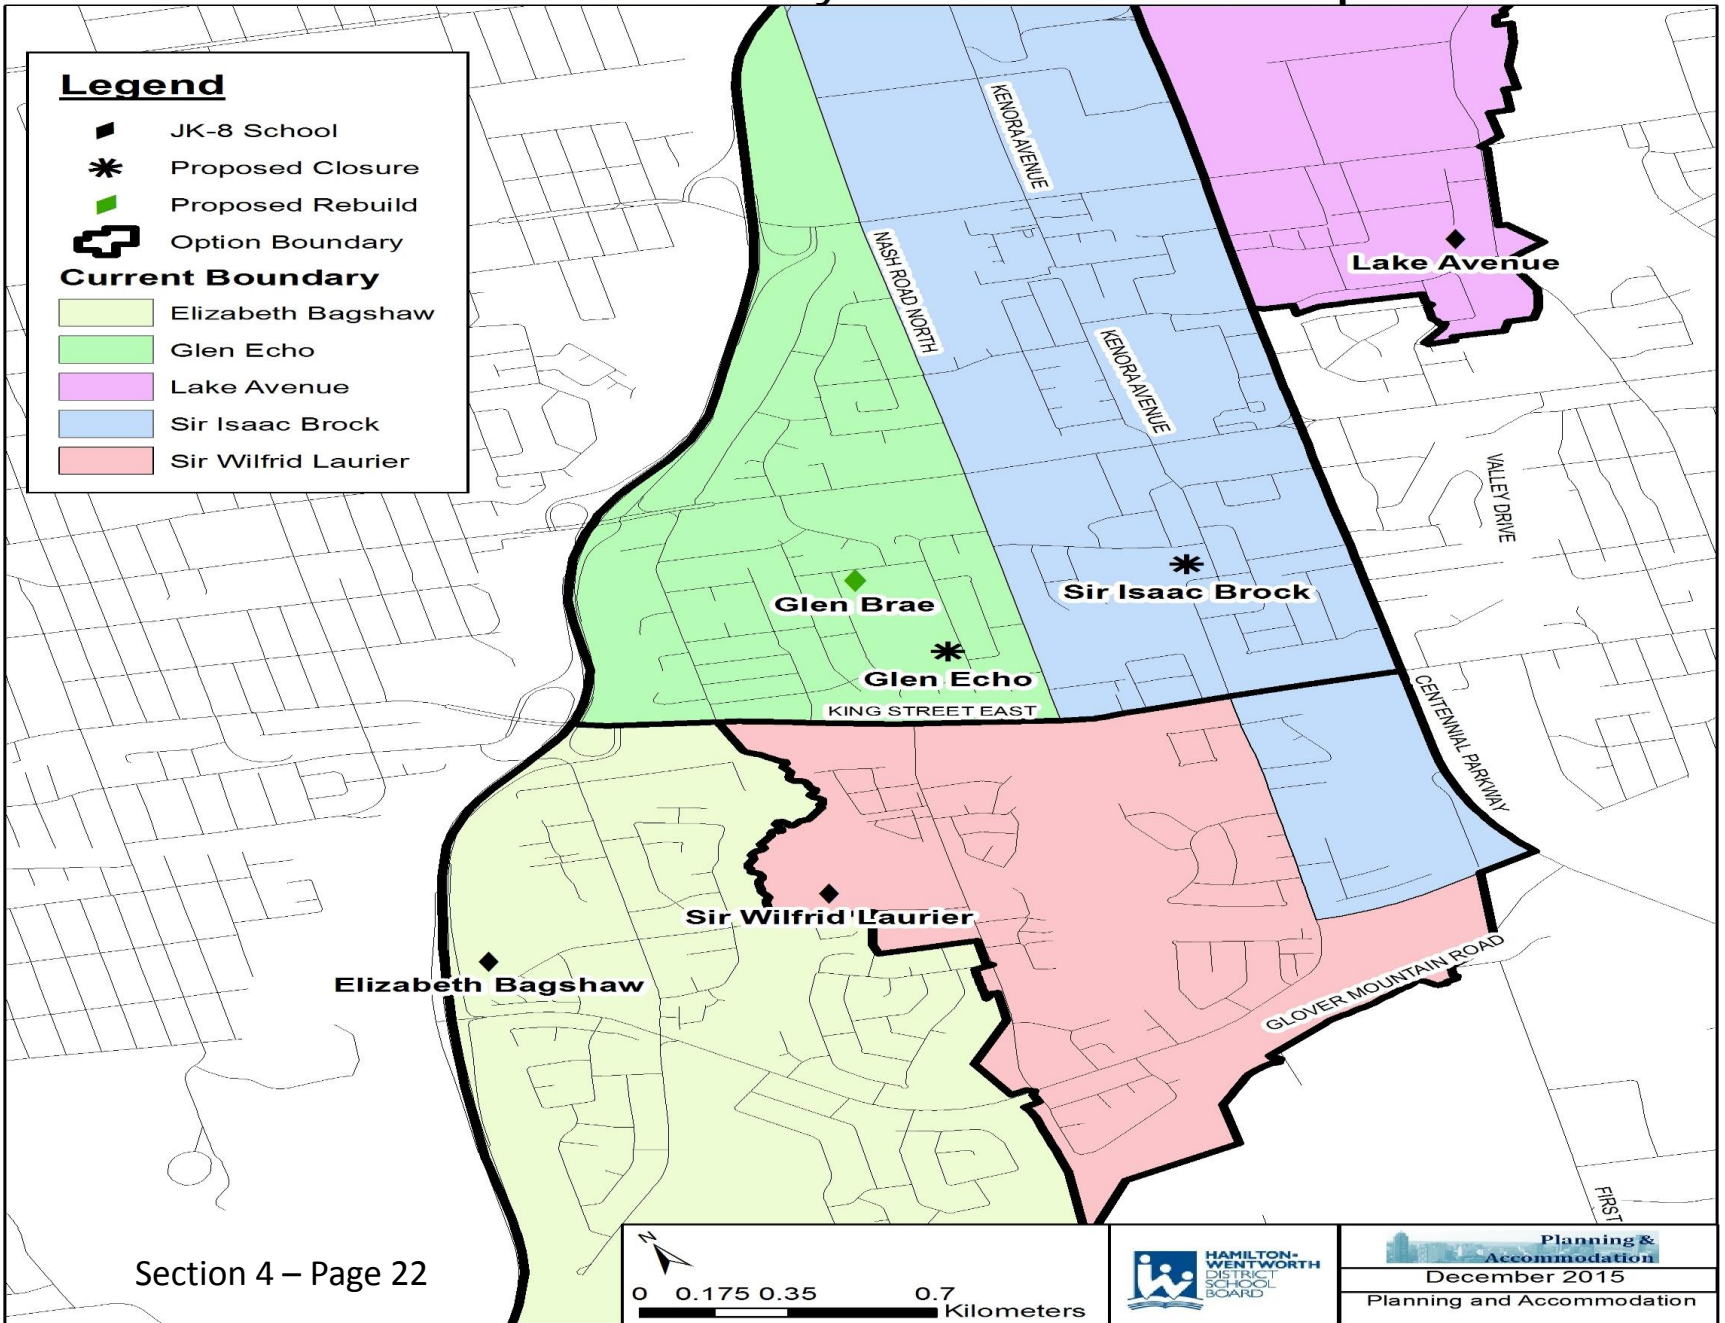 Legend
JK-8 School
Proposed Closure
Proposed Rebuild
Option Boundary
Current Boundary
Elizabeth Bagshaw
Glen Echo
Lake Avenue
Sir Isaac Brock
Sir Wilfrid Laurier
KENORA AVENUE
NASH ROAD NORTH
Lake Avenue
KENORA AVENUE
VALLEY DRIVE
Sir Isaac Brock
Glen Brae
Glen Echo
KING STREET EAST
CENTENNIAL PARKWAY
Sir Wilfrid Laurier
Elizabeth Bagshaw
GLOVER MOUNTAIN ROAD
FIRST
Section 4 – Page 22
N
0 0.175 0.35 0.7
Kilometers
HAMILTON-
WENTWORTH
DISTRICT
SCHOOL
BOARD
Planning &
Accommodation
December 2015
Planning and Accommodation